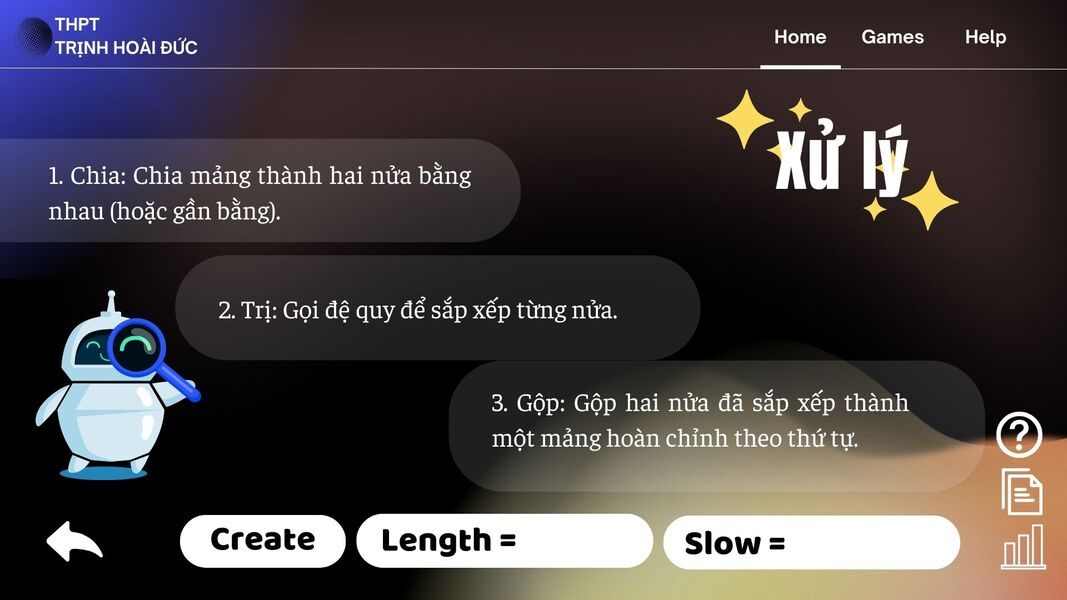 THPT
TRỊNH HOÀI ĐỨC
Home
Games
Help
Xử lý
1. Chia: Chia mảng thành hai nửa bằng
nhau (hoặc gần bằng).
2. Trị: Gọi đệ quy để sắp xếp từng nửa.
3. Gộp: Gộp hai nửa đã sắp xếp thành
một mảng hoàn chỉnh theo thứ tự.
?
Create
Length =
Slow =